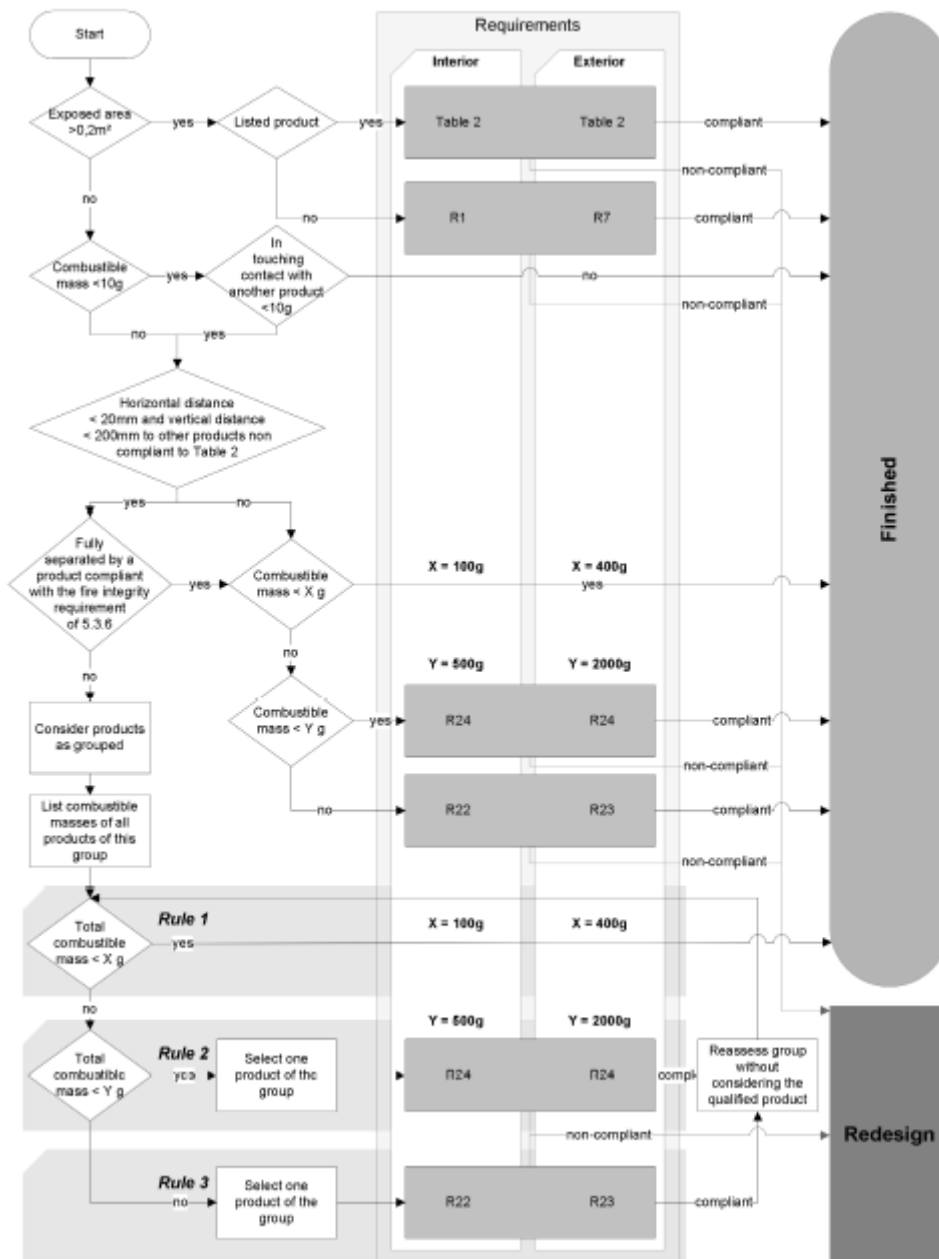 Requirements
Start
Interior
Exterior
Exposed area
>0,2m²
yes
Listed product
yes
Table 2
Table 2
compliant
non-compliant
no
no
R1
R7
compliant
Combustible
mass <10g
yes
In
touching
contact with
another product
<10g
no
non-compliant
no
yes
Horizontal distance
< 20mm and vertical distance
< 200mm to other products non
compliant to Table 2
yes
no
Finished
Fully
separated by a
product compliant
with the fire integrity
requirement
of 5.3.6
yes
Combustible
mass < X g
X = 100g
X = 400g
yes
no
no
Y = 500g
Y = 2000g
Consider products
as grouped
Combustible
mass < Y g
yes
R24
R24
compliant
non-compliant
List combustible
masses of all
products of this
group
no
R22
R23
compliant
non-compliant
Rule 1
Total
combustible
mass < X g
yes
X = 100g
X = 400g
no
Y = 500g
Y = 2000g
Rule 2
Total
combustible
mass < Y g
yes
Select one
product of the
group
R24
R24
compl
Reassess group
without
considering the
qualified product
non-compliant
Redesign
Rule 3
no
Select one
product of the
group
R22
R23
compliant